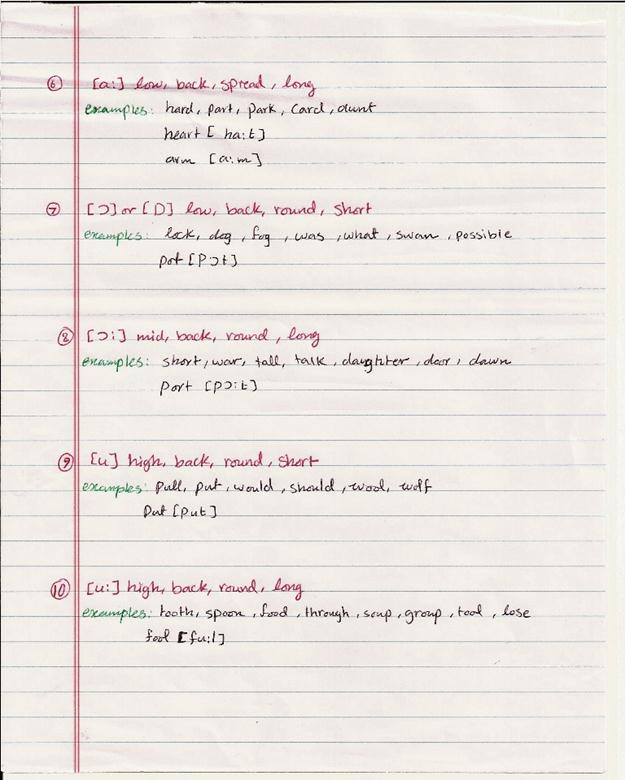 ⑥ [a:] low, back, spread, long
examples: hard, part, park, card, aunt
heart [ha:t]
arm [a:m]
⑦ [Ɔ] or [D] low, back, round, short
examples: lock, dog, fog, was, what, swan, possible
pot [pɔt]
⑧ [Ɔ:] mid, back, round, long
examples: short, war, tall, talk, daughter, door, dawn
port [pɔ:t]
⑨ [u] high, back, round, short
examples: pull, put, would, should, wool, wolf
put [put]
⑩ [u:] high, back, round, long
examples: tooth, spoon, food, through, soup, group, tool, lose
fool [fu:l]